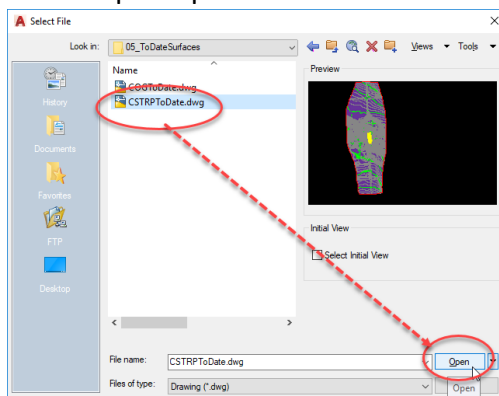 Select File
Look in: 05_ToDateSurfaces Views Tools
Name
Preview
COGToDate.dwg
CSTRPToDate.dwg
History
Documents
Favorites
FTP
Desktop
Initial View
Select Initial View
File name: CSTRPToDate.dwg Open
Files of type: Drawing (*.dwg) Open